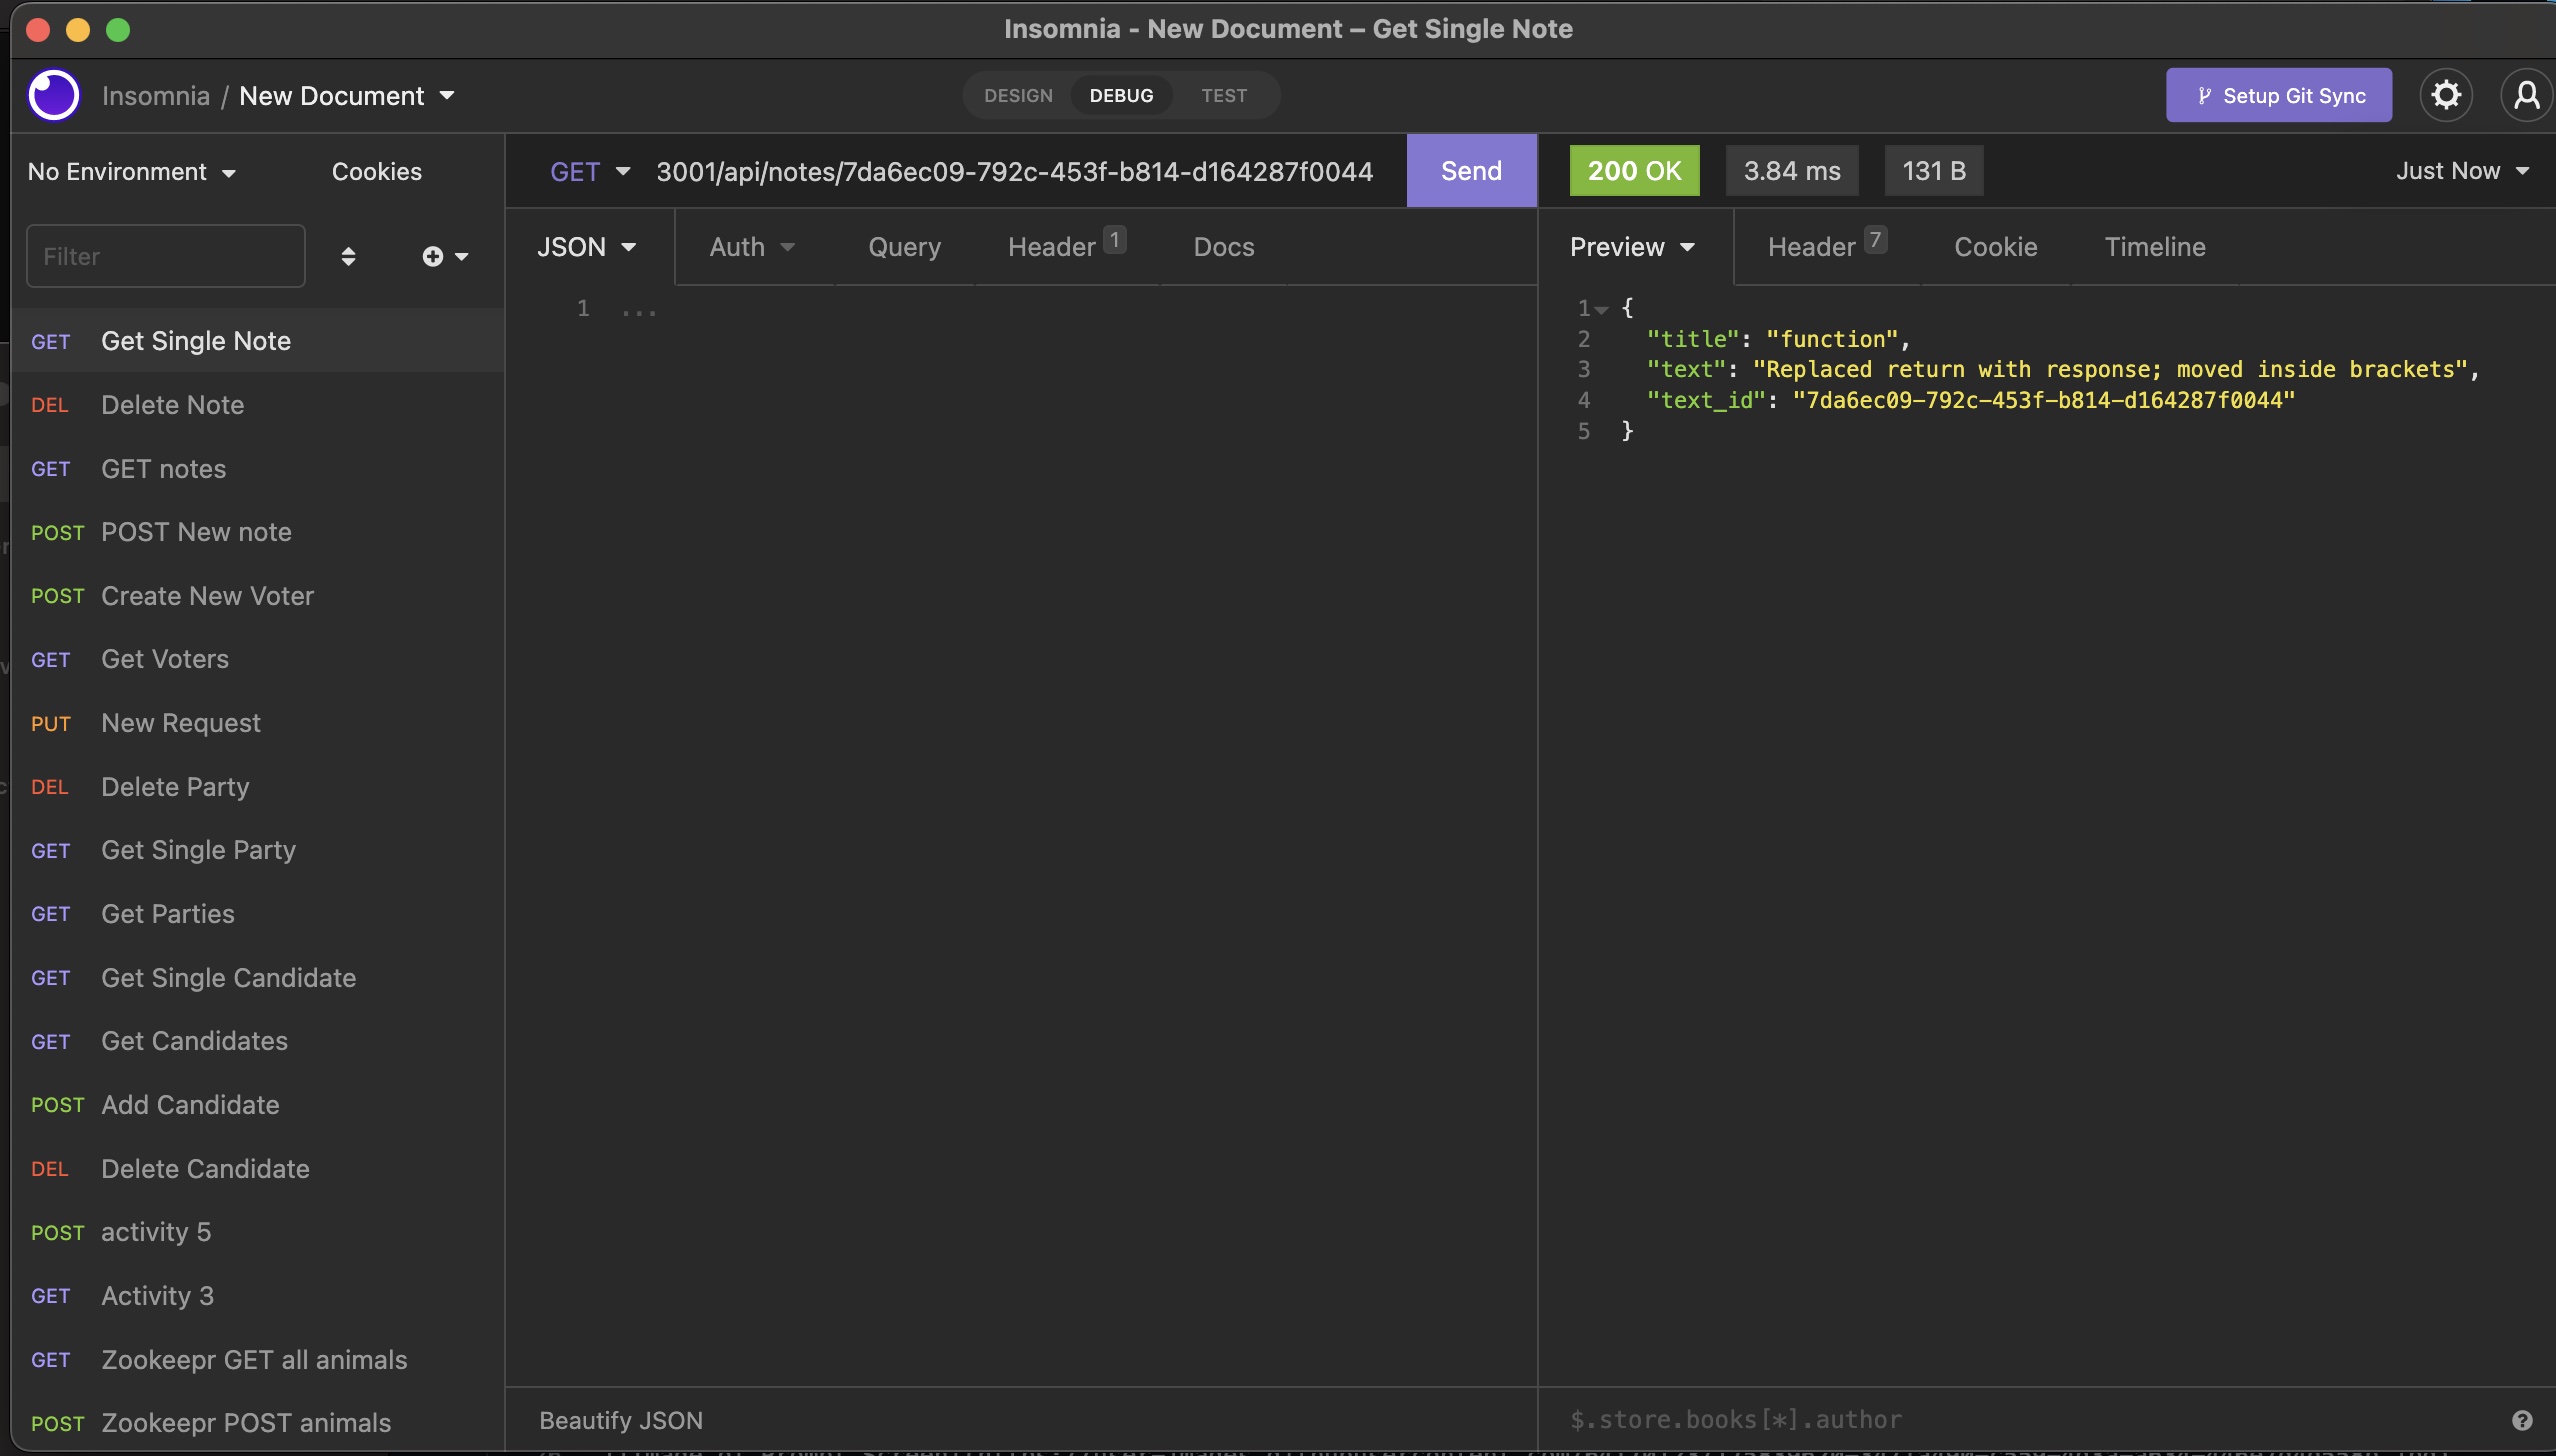 Insomnia - New Document – Get Single Note
Insomnia / New Document
DESIGN DEBUG TEST
Setup Git Sync
No Environment Cookies
Filter
GET Get Single Note
DEL Delete Note
GET GET notes
POST POST New note
POST Create New Voter
GET Get Voters
PUT New Request
DEL Delete Party
GET Get Single Party
GET Get Parties
GET Get Single Candidate
GET Get Candidates
POST Add Candidate
DEL Delete Candidate
POST activity 5
GET Activity 3
GET Zookeepr GET all animals
POST Zookeepr POST animals
GET 3001/api/notes/7da6ec09-792c-453f-b814-d164287f0044 Send
JSON Auth Query Header 1 Docs
1 ...
Beautify JSON
200 OK 3.84 ms 131 B Just Now
Preview Header 7 Cookie Timeline
1 {
2 "title": "function",
3 "text": "Replaced return with response; moved inside brackets",
4 "text_id": "7da6ec09-792c-453f-b814-d164287f0044"
5 }
$.store.books[*].author